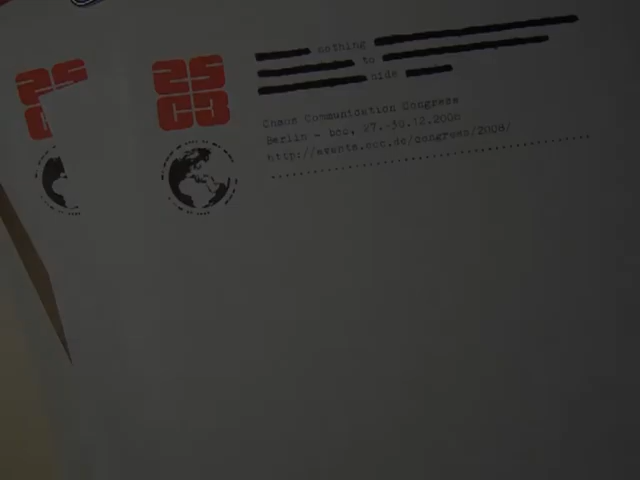 25
C3
nothing
to
hide
Chaos Communication Congress
Berlin - bcc, 27.-30.12.2008
http://events.ccc.de/congress/2008/
25